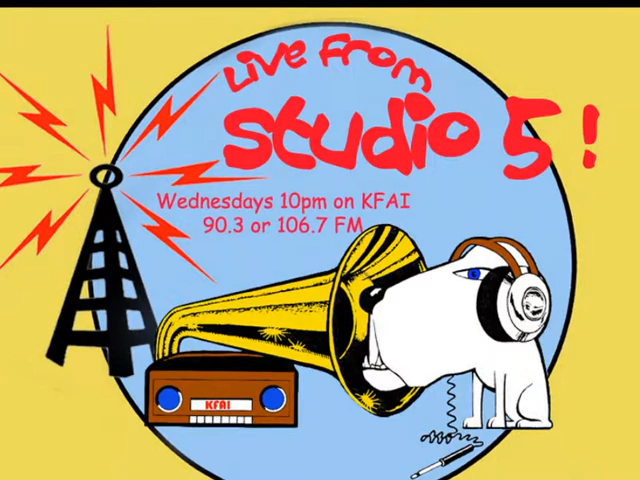 Live from
studio 5!
Wednesdays 10pm on KFAI
90.3 or 106.7 FM
KFAI